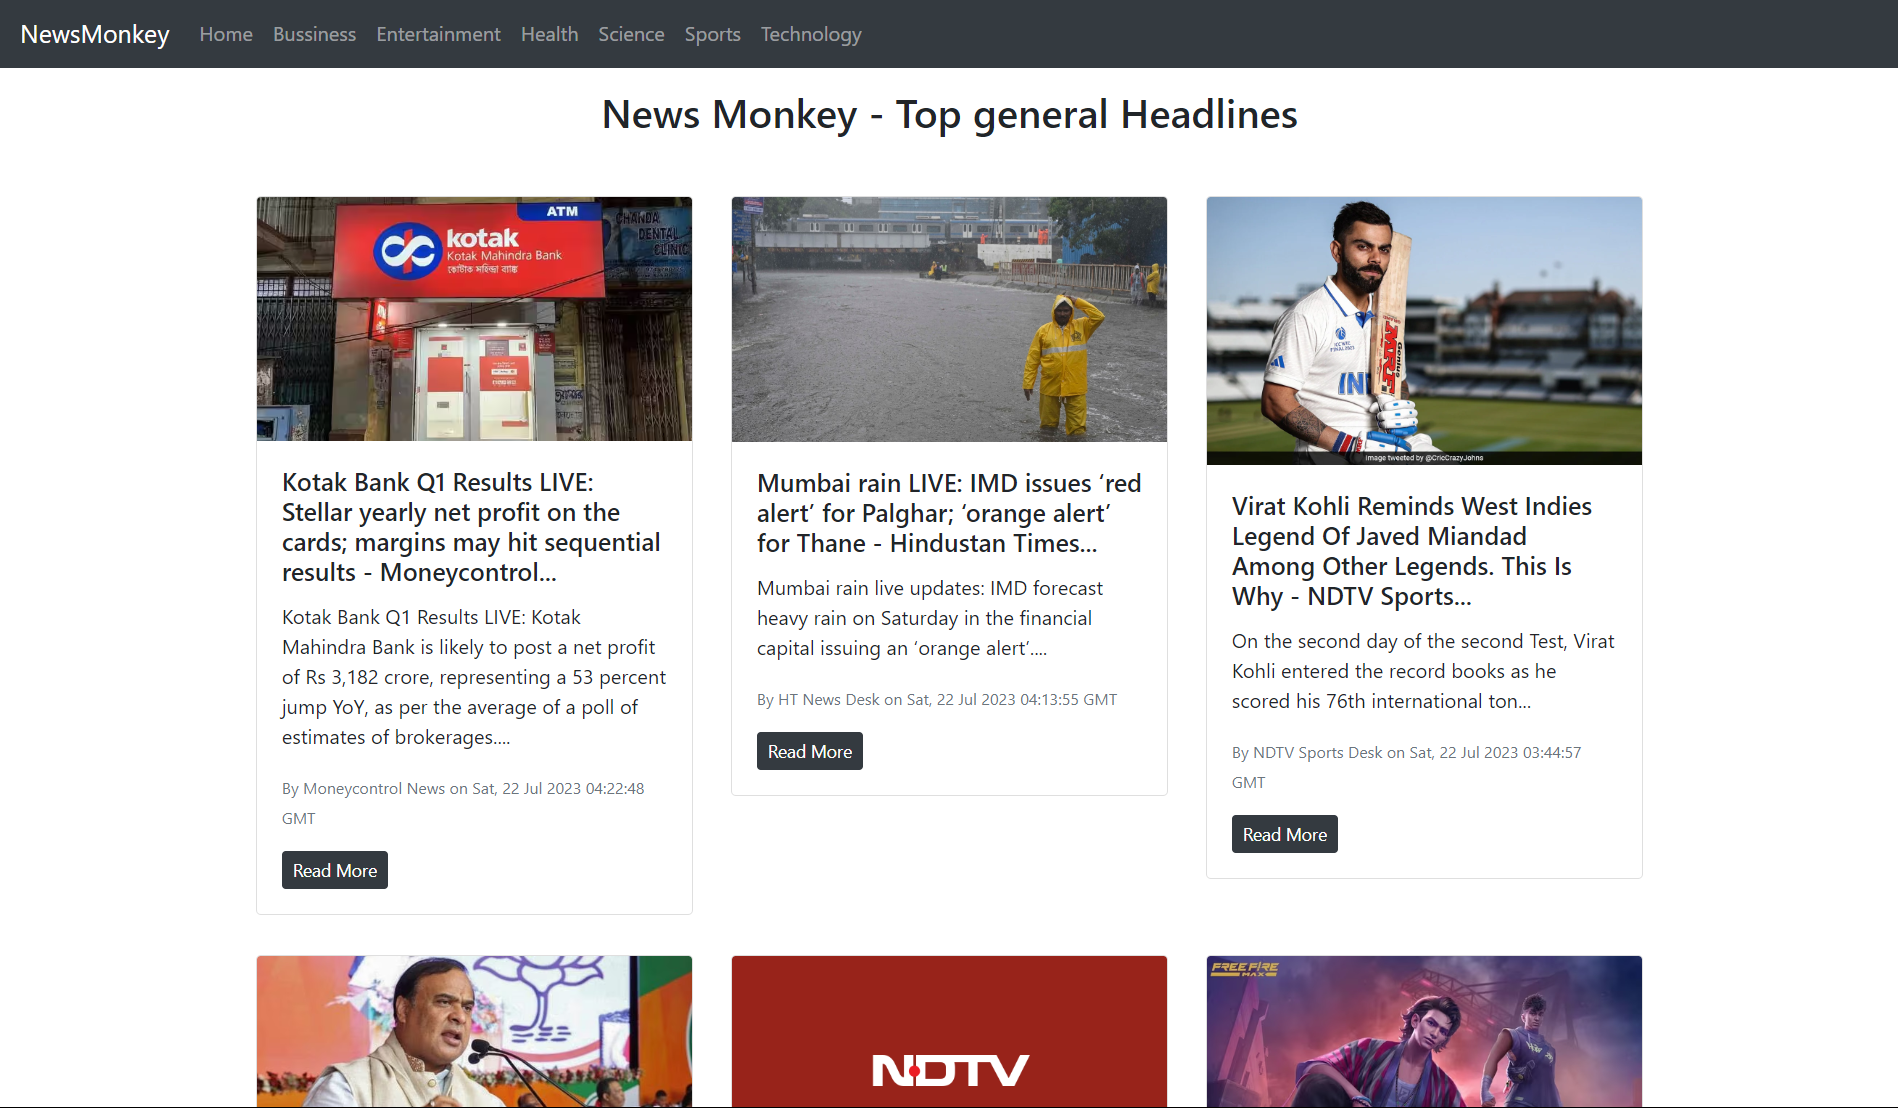 NewsMonkey Home Bussiness Entertainment Health Science Sports Technology
News Monkey - Top general Headlines
ATM
kotak
Kotak Mahindra Bank
কোটাক মহিন্দ্রা ব্যাঙ্ক
CHANDA
DENTAL
CLINIC
Kotak Bank Q1 Results LIVE:
Stellar yearly net profit on the
cards; margins may hit sequential
results - Moneycontrol...
Kotak Bank Q1 Results LIVE: Kotak
Mahindra Bank is likely to post a net profit
of Rs 3,182 crore, representing a 53 percent
jump YoY, as per the average of a poll of
estimates of brokerages....
By Moneycontrol News on Sat, 22 Jul 2023 04:22:48
GMT
Read More
Mumbai rain LIVE: IMD issues ‘red
alert’ for Palghar; ‘orange alert’
for Thane - Hindustan Times...
Mumbai rain live updates: IMD forecast
heavy rain on Saturday in the financial
capital issuing an ‘orange alert’....
By HT News Desk on Sat, 22 Jul 2023 04:13:55 GMT
Read More
MRF
Genius
IND
Image tweeted by @CricCrazyJohns
Virat Kohli Reminds West Indies
Legend Of Javed Miandad
Among Other Legends. This Is
Why - NDTV Sports...
On the second day of the second Test, Virat
Kohli entered the record books as he
scored his 76th international ton...
By NDTV Sports Desk on Sat, 22 Jul 2023 03:44:57
GMT
Read More
NDTV
FREE FIRE
MAX